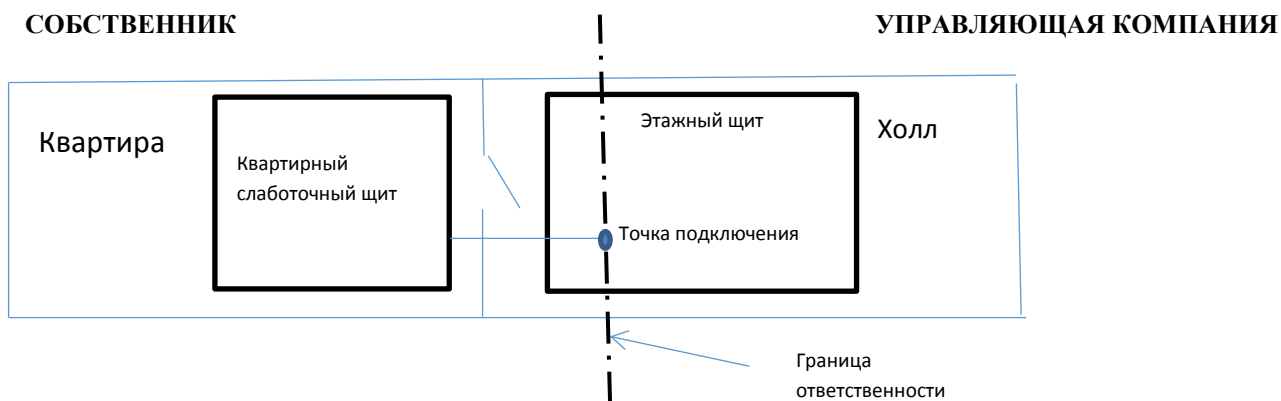 СОБСТВЕННИК
УПРАВЛЯЮЩАЯ КОМПАНИЯ
Квартира
Квартирный
слаботочный щит
Этажный щит
Холл
Точка подключения
Граница
ответственности